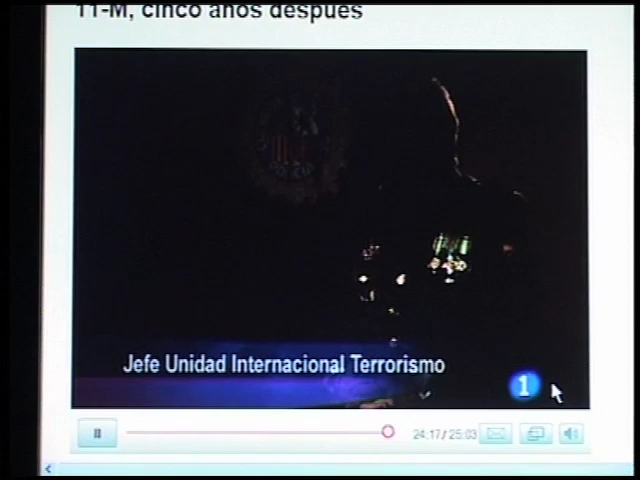 11-M, cinco años después
Jefe Unidad Internacional Terrorismo
1
24:17 / 25:03